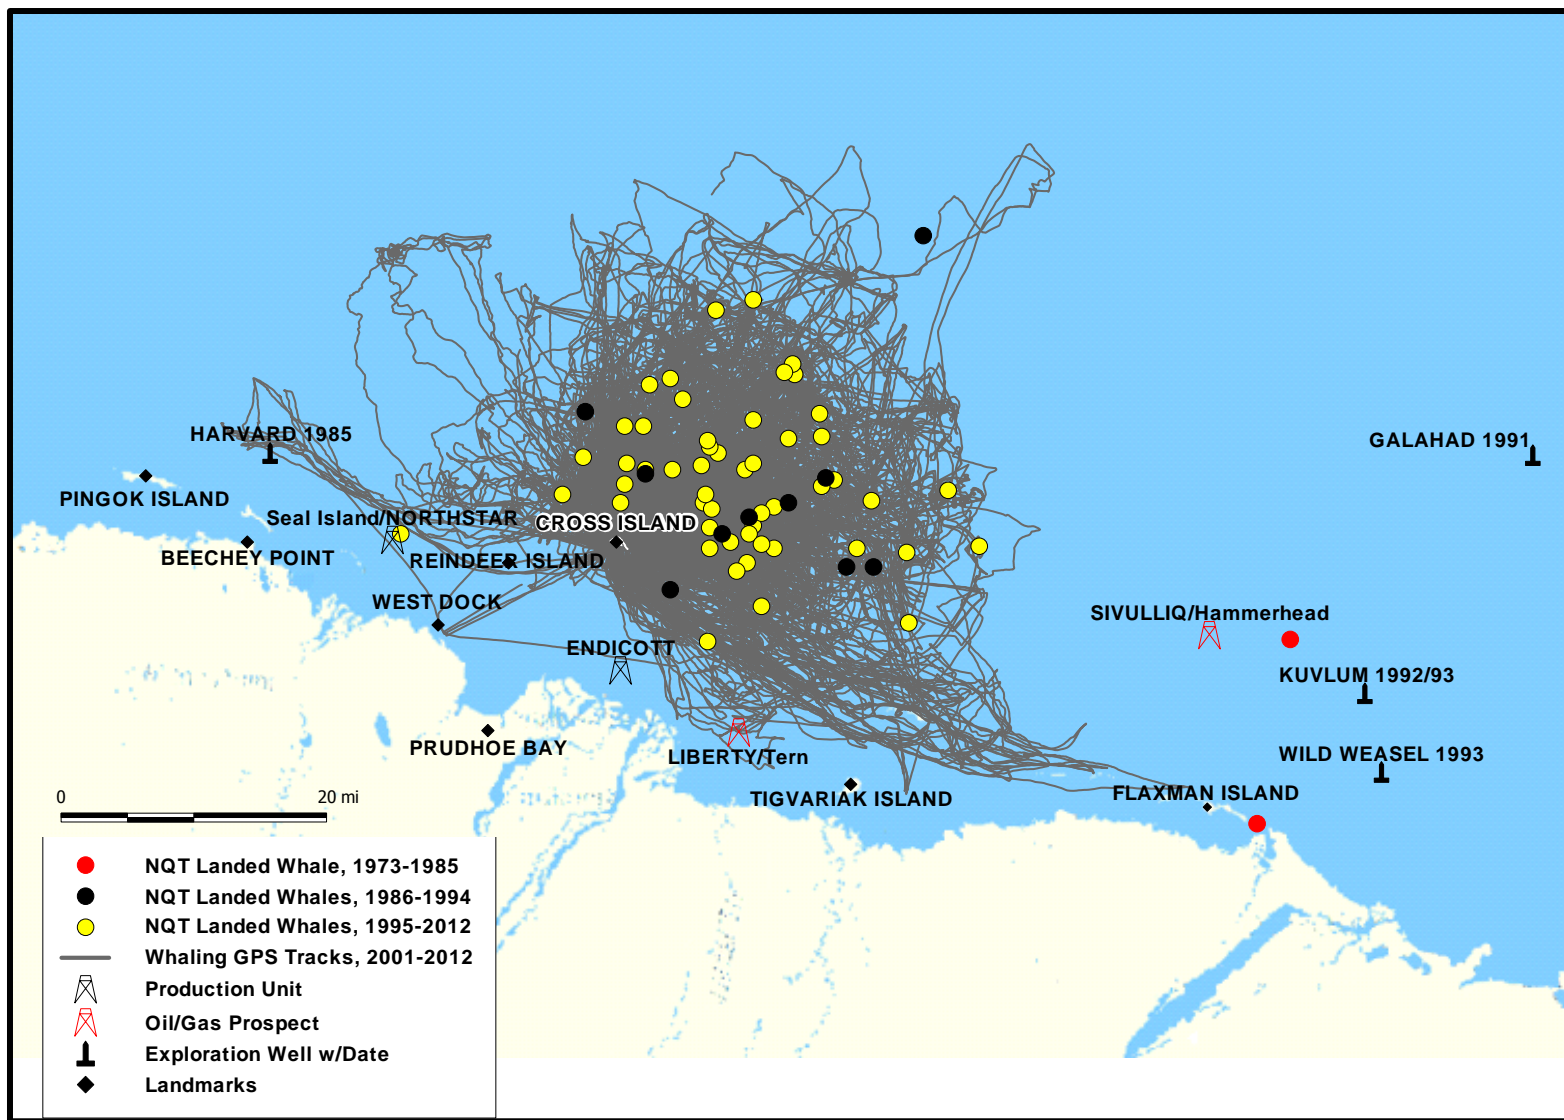 HARVARD 1985
GALAHAD 1991
PINGOK ISLAND
Seal Island/NORTHSTAR
CROSS ISLAND
BEECHEY POINT
REINDEER ISLAND
WEST DOCK
SIVULLIQ/Hammerhead
ENDICOTT
KUVLUM 1992/93
PRUDHOE BAY
LIBERTY/Tern
WILD WEASEL 1993
TIGVARIAK ISLAND
FLAXMAN ISLAND
0 20 mi
NQT Landed Whale, 1973-1985
NQT Landed Whales, 1986-1994
NQT Landed Whales, 1995-2012
Whaling GPS Tracks, 2001-2012
Production Unit
Oil/Gas Prospect
Exploration Well w/Date
Landmarks